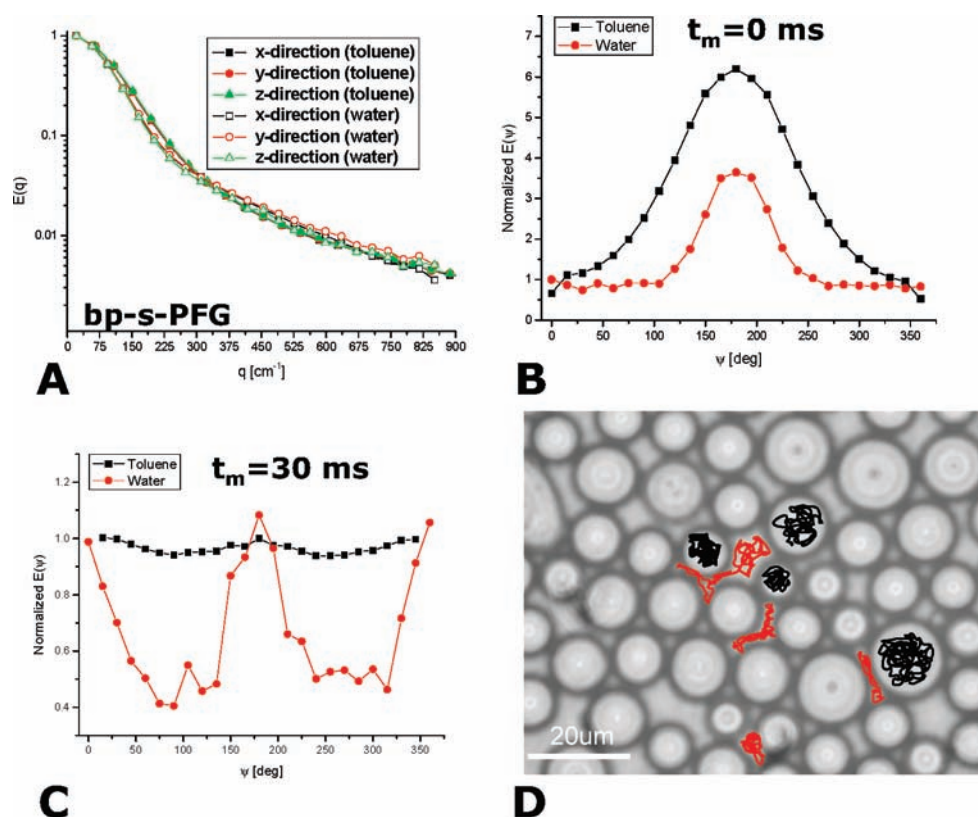 1
0.1
0.01
E(q)
x-direction (toluene)
y-direction (toluene)
z-direction (toluene)
x-direction (water)
y-direction (water)
z-direction (water)
bp-s-PFG
0 75 150 225 300 375 450 525 600 675 750 825 900
q [cm⁻¹]
A
Toluene
Water
tₘ=0 ms
7
6
5
4
3
2
1
0
Normalized E(ψ)
0 50 100 150 200 250 300 350
ψ [deg]
B
Toluene
Water
tₘ=30 ms
1.2
1.0
0.8
0.6
0.4
Normalized E(ψ)
0 50 100 150 200 250 300 350
ψ [deg]
C
20um
D